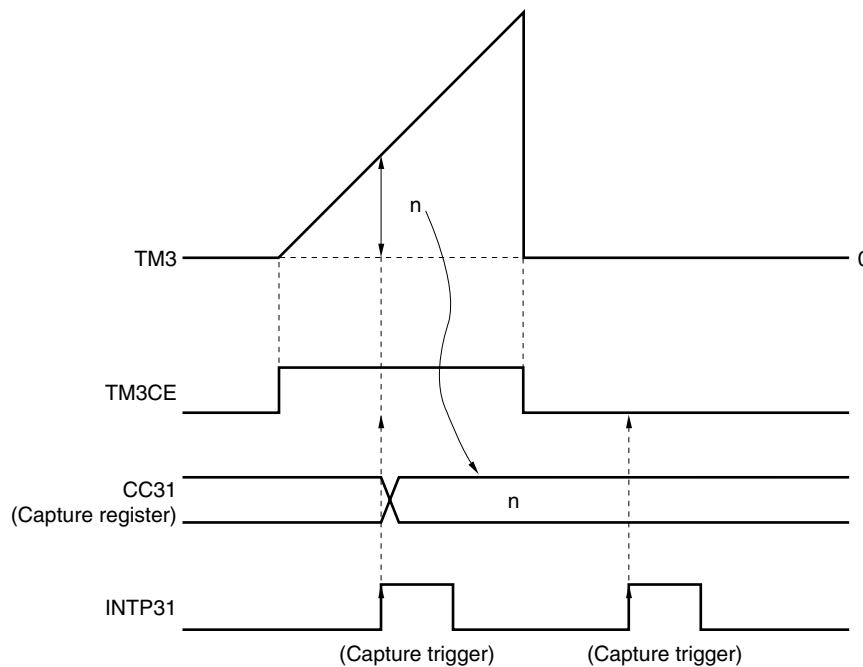 n
TM3
0
TM3CE
CC31
(Capture register)
n
INTP31
(Capture trigger)
(Capture trigger)